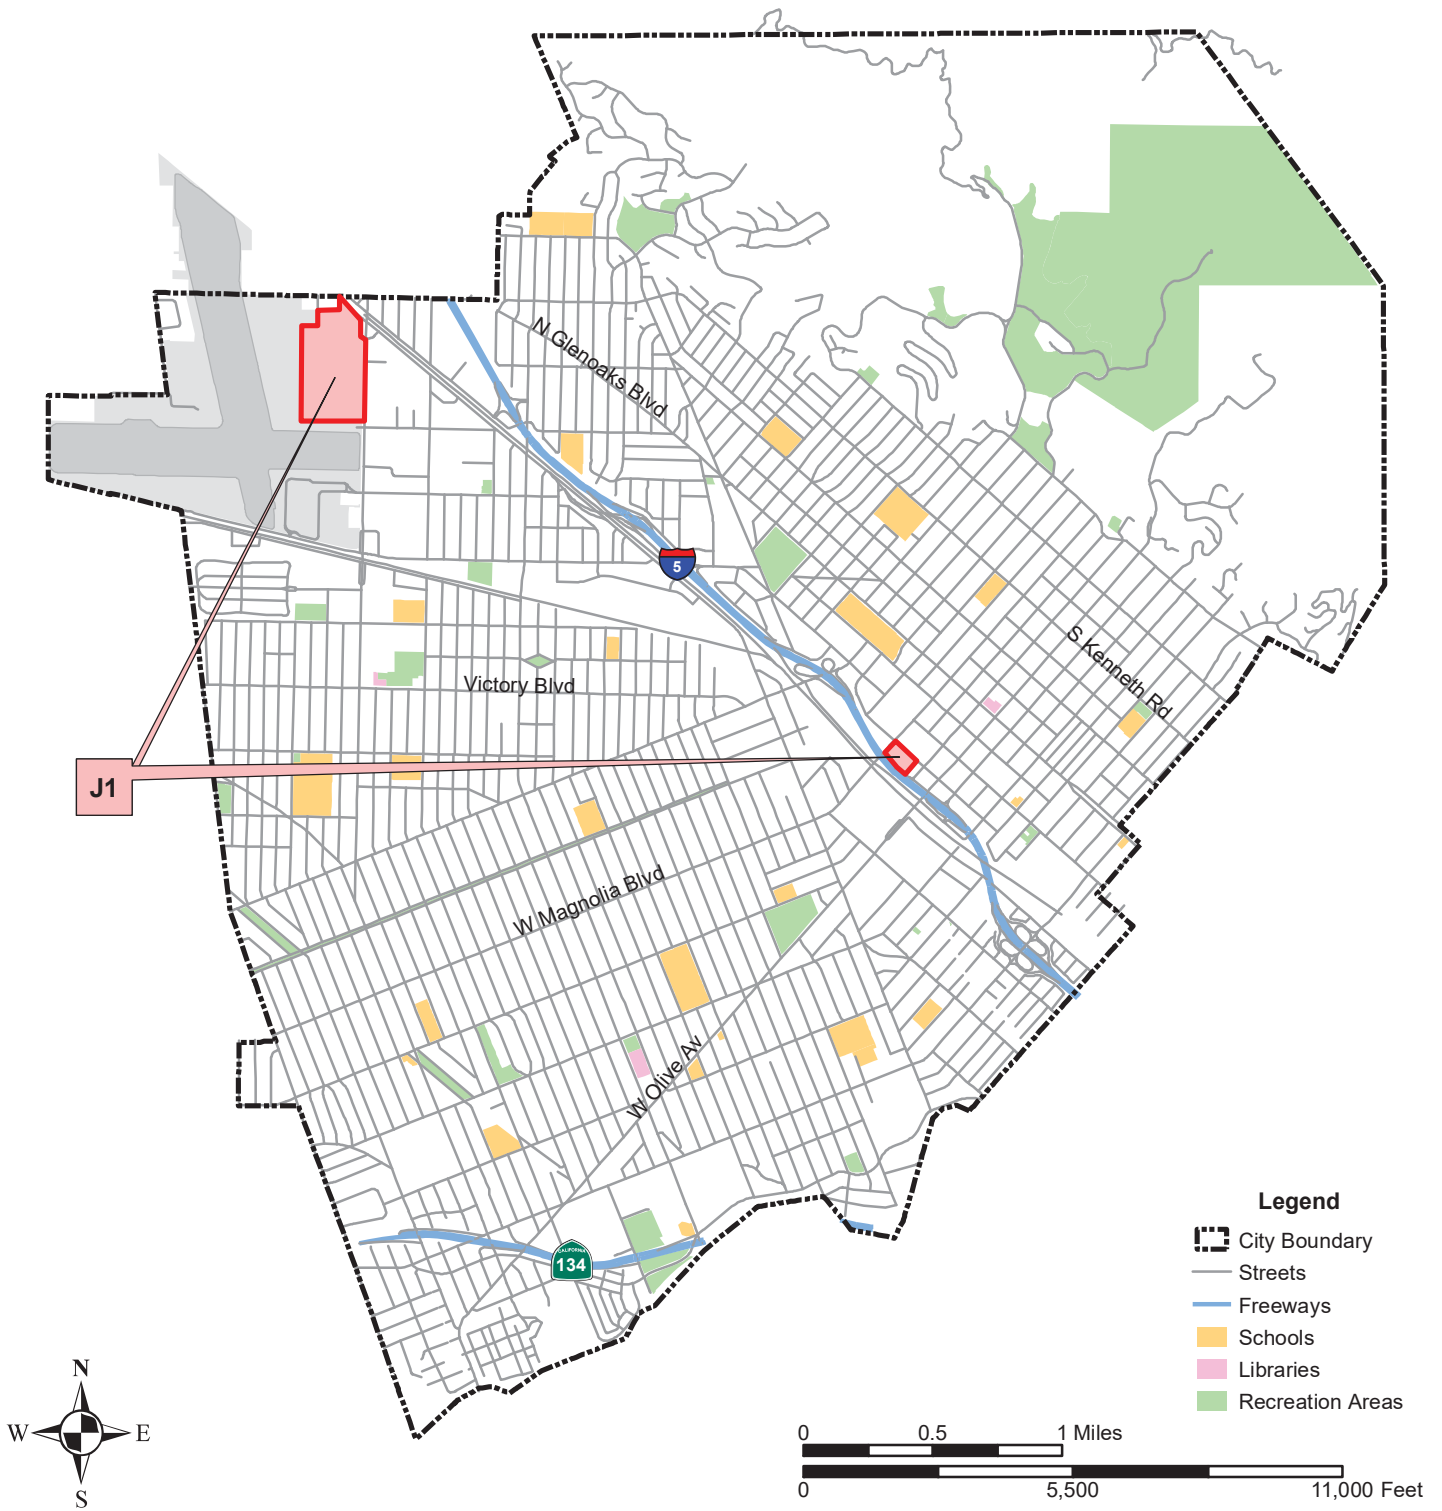 N Glenoaks Blvd
5
S Kenneth Rd
Victory Blvd
J1
W Magnolia Blvd
W Olive Av
CALIFORNIA
134
Legend
City Boundary
Streets
Freeways
Schools
Libraries
Recreation Areas
N
W E
S
0 0.5 1 Miles
0 5,500 11,000 Feet